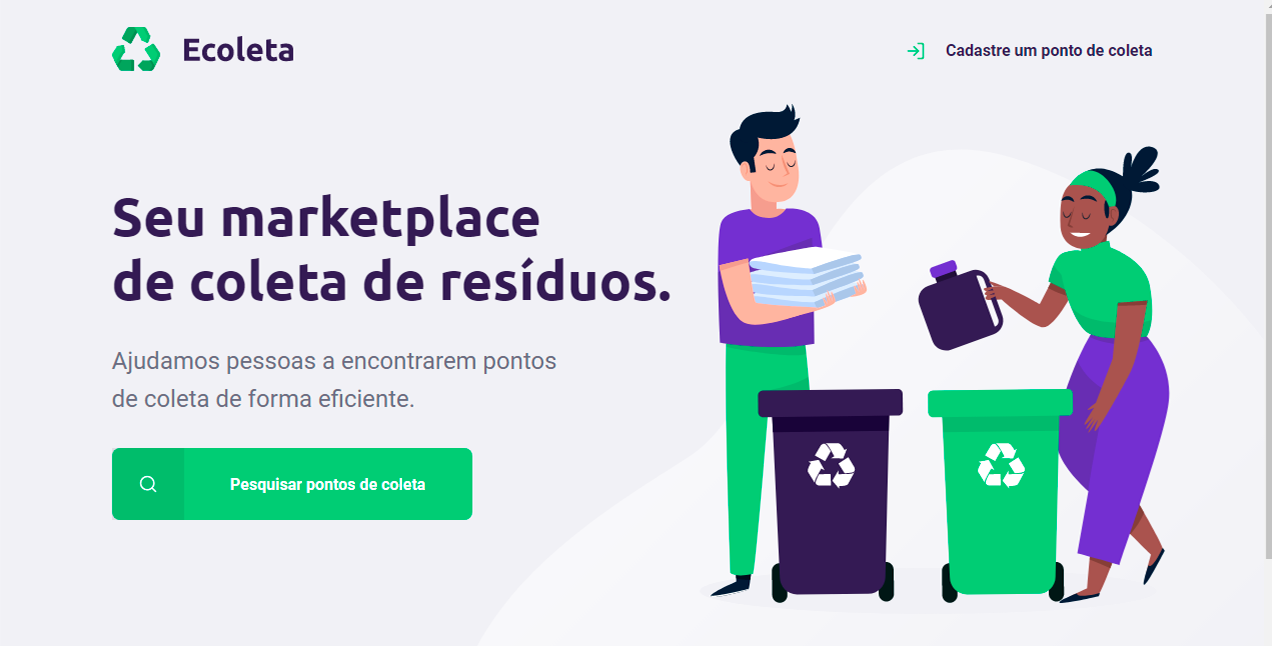 Ecoleta
Cadastre um ponto de coleta
Seu marketplace
de coleta de resíduos.
Ajudamos pessoas a encontrarem pontos
de coleta de forma eficiente.
Pesquisar pontos de coleta